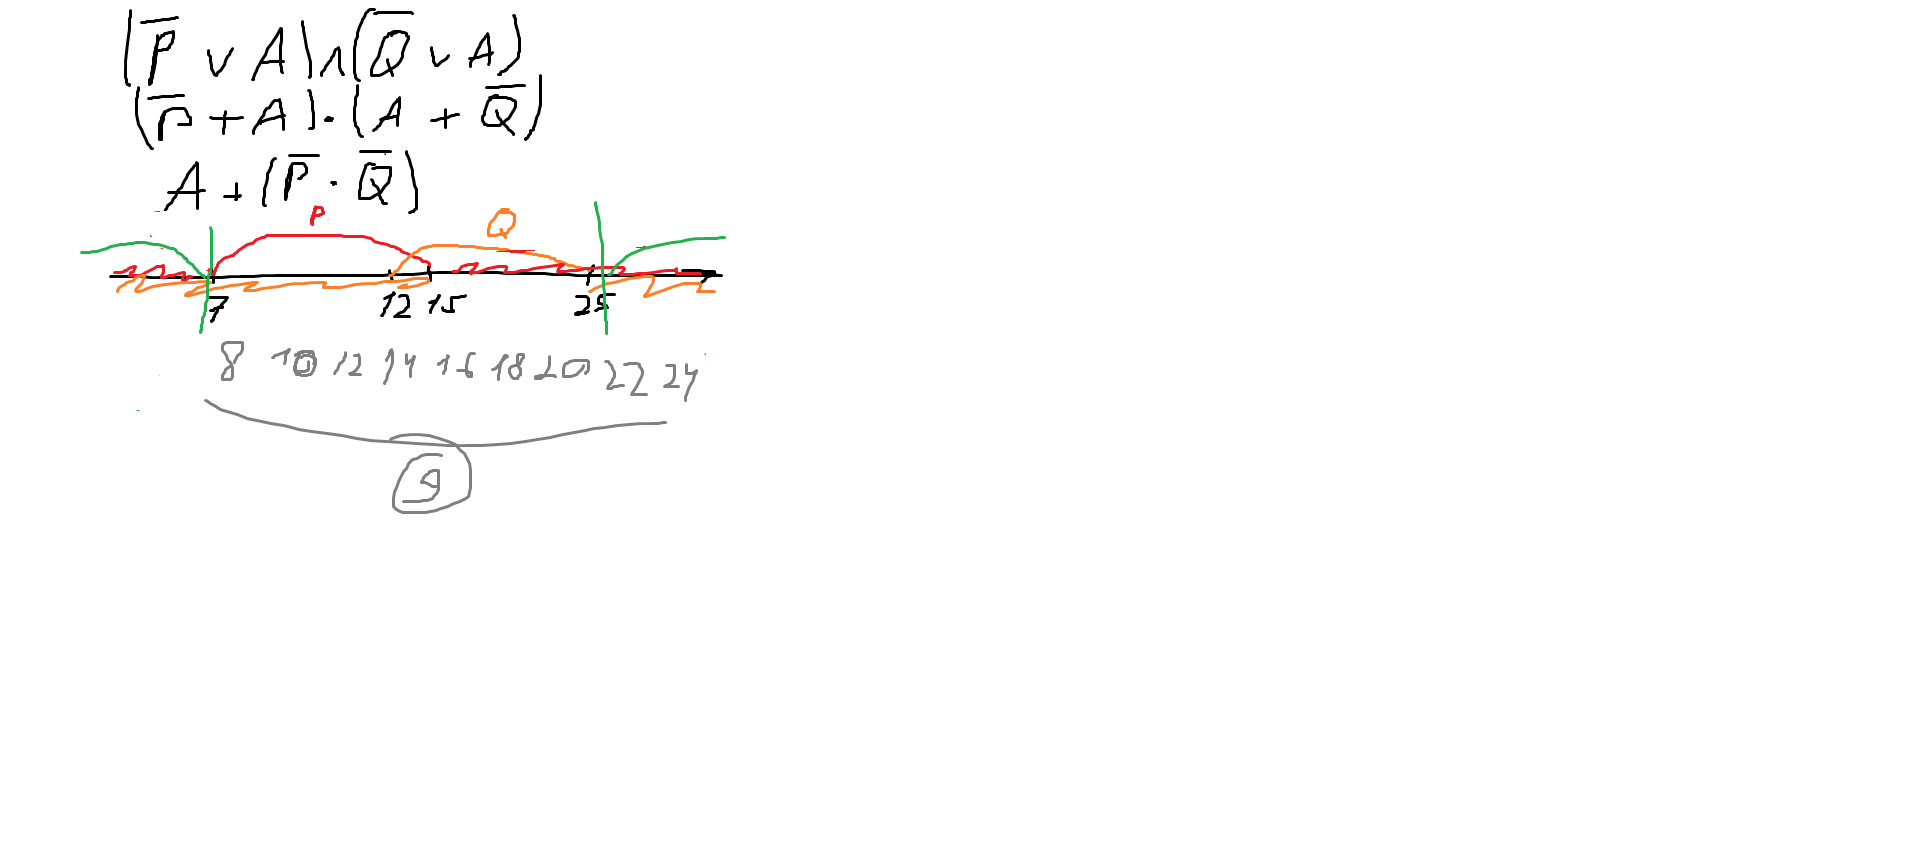 (P̅ ∨ A) ∧ (Q̅ ∨ A)
(P̅ + A) · (A + Q̅)
A + (P̅ · Q̅)
P Q
7 12 15 25
8 10 12 14 16 18 20 22 24
9